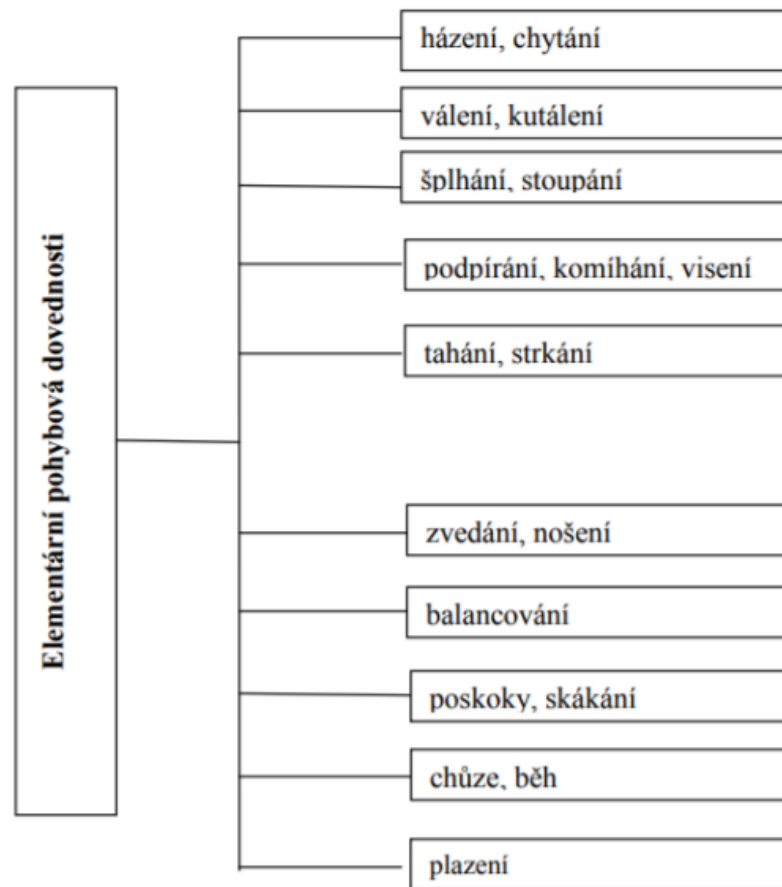 Elementární pohybová dovednosti
házení, chytání
válení, kutálení
šplhání, stoupání
podpírání, komíhání, visení
tahání, strkání
zvedání, nošení
balancování
poskoky, skákání
chůze, běh
plazení